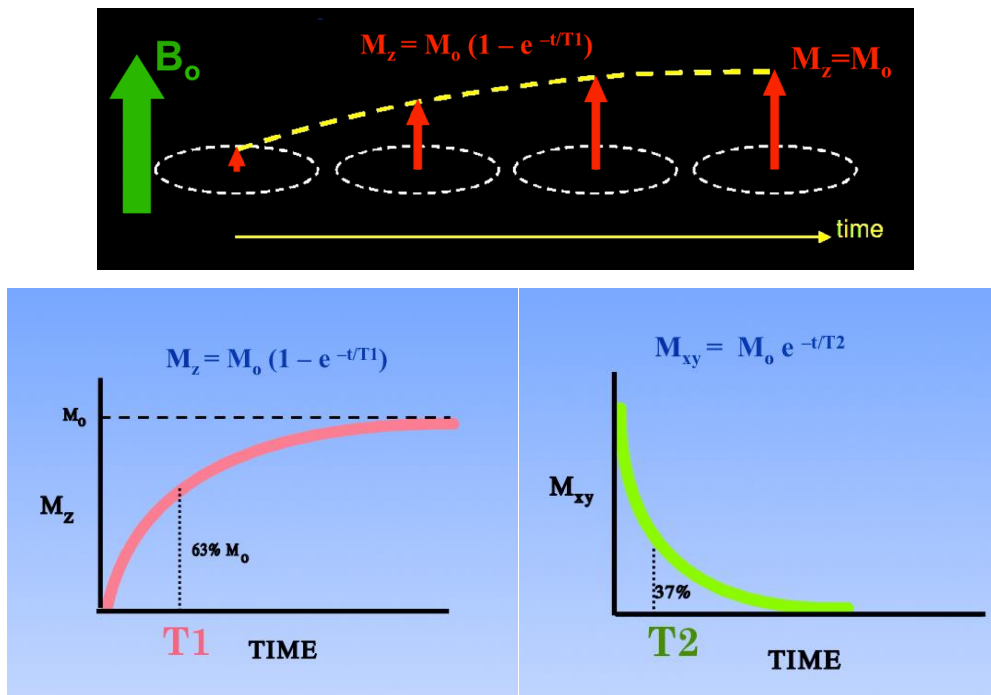 Mz = Mo (1 – e –t/T1)
Bo
Mz=Mo
time
Mz = Mo (1 – e –t/T1)
Mo
Mz
63% Mo
T1 TIME
Mxy = Mo e –t/T2
Mxy
37%
T2 TIME